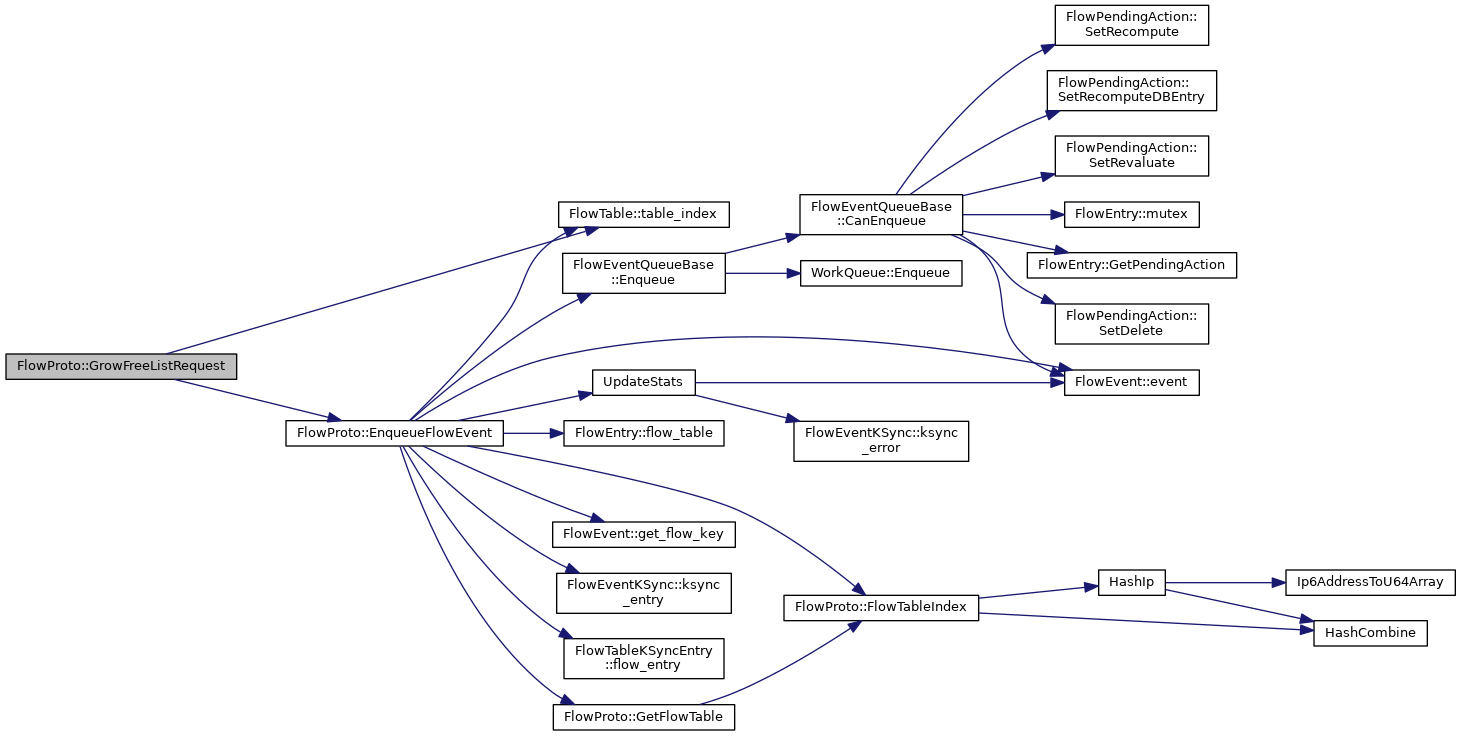 FlowPendingAction::
SetRecompute
FlowPendingAction::
SetRecomputeDBEntry
FlowPendingAction::
SetRevaluate
FlowTable::table_index
FlowEventQueueBase
::CanEnqueue
FlowEntry::mutex
FlowEventQueueBase
::Enqueue
WorkQueue::Enqueue
FlowEntry::GetPendingAction
FlowPendingAction::
SetDelete
FlowProto::GrowFreeListRequest
UpdateStats
FlowEvent::event
FlowProto::EnqueueFlowEvent
FlowEntry::flow_table
FlowEventKSync::ksync
_error
FlowEvent::get_flow_key
FlowEventKSync::ksync
_entry
HashIp
Ip6AddressToU64Array
FlowProto::FlowTableIndex
HashCombine
FlowTableKSyncEntry
::flow_entry
FlowProto::GetFlowTable